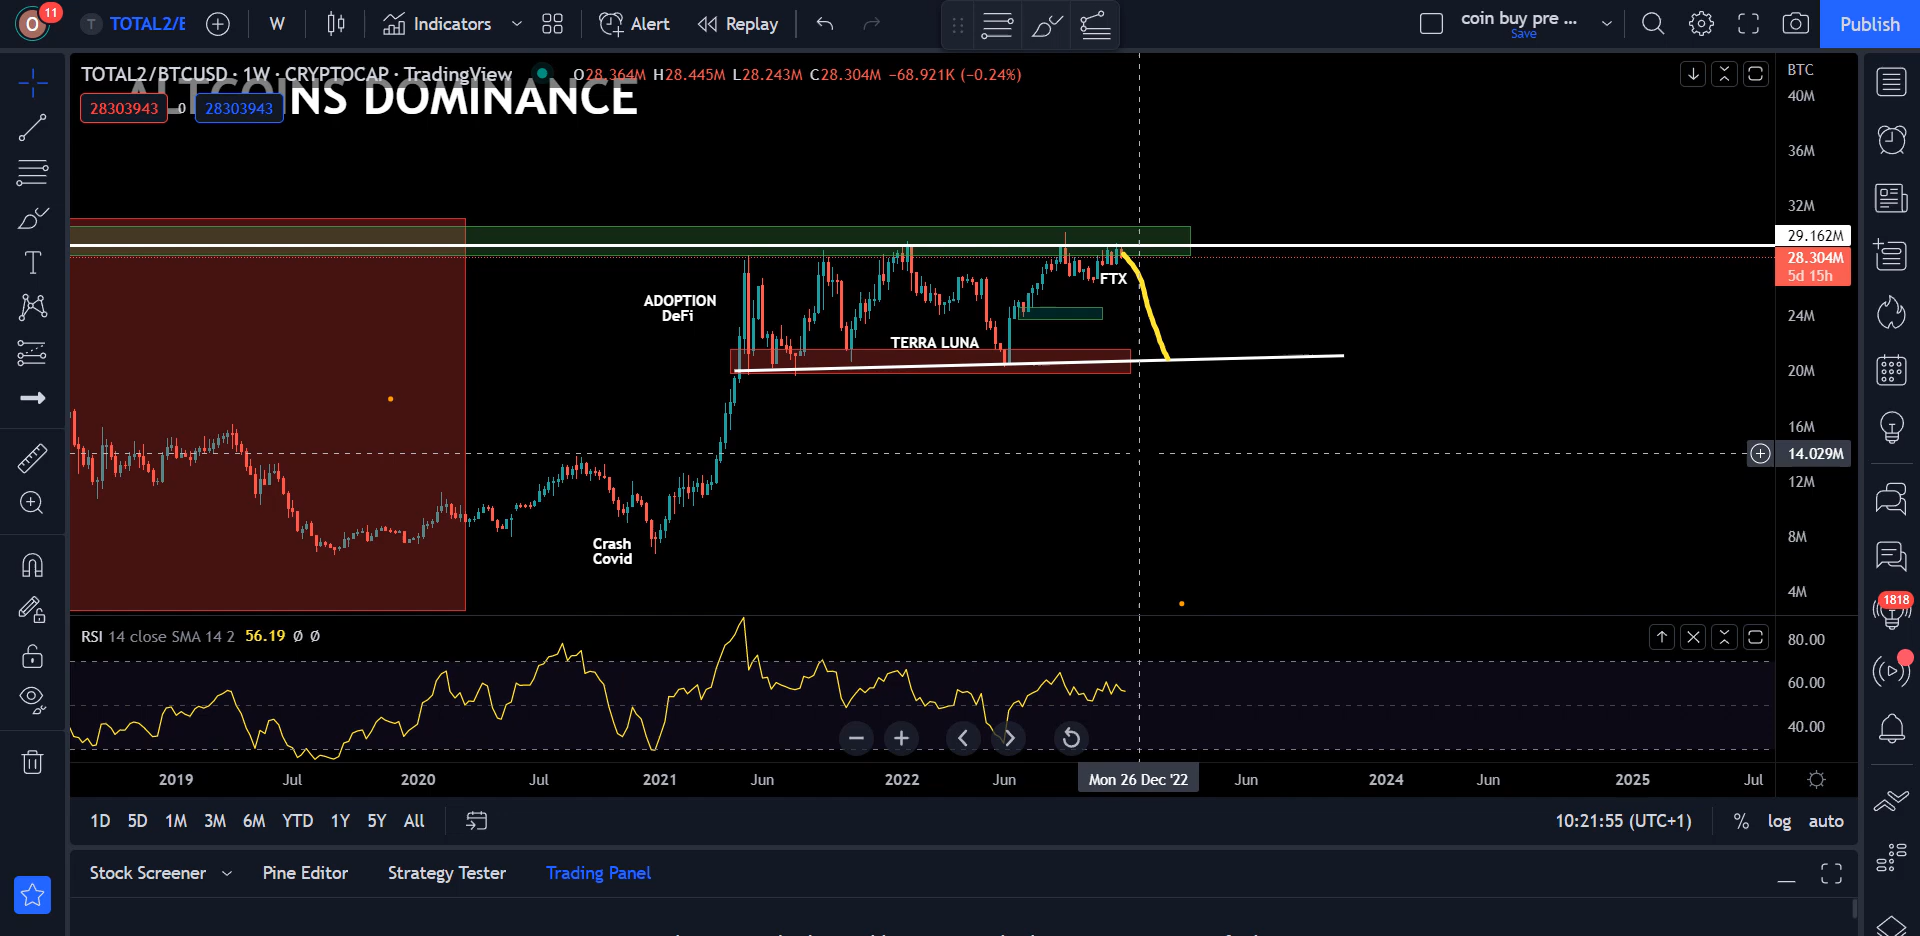 11
O
T TOTAL2/E
W
Indicators
Alert
Replay
coin buy pre ...
Save
Publish
TOTAL2/BTCUSD · 1W · CRYPTOCAP · TradingView O28.364M H28.445M L28.243M C28.304M −68.921K (−0.24%)
ALTCOINS DOMINANCE
28303943 0 28303943
BTC
40M
36M
32M
29.162M
28.304M
5d 15h
24M
20M
16M
14.029M
12M
8M
4M
FTX
ADOPTION
DeFi
TERRA LUNA
Crash
Covid
RSI 14 close SMA 14 2 56.19 Ø Ø
80.00
60.00
40.00
1818
2019 Jul 2020 Jul 2021 Jun 2022 Jun Mon 26 Dec '22 Jun 2024 Jun 2025 Jul
1D 5D 1M 3M 6M YTD 1Y 5Y All
10:21:55 (UTC+1) % log auto
Stock Screener Pine Editor Strategy Tester Trading Panel